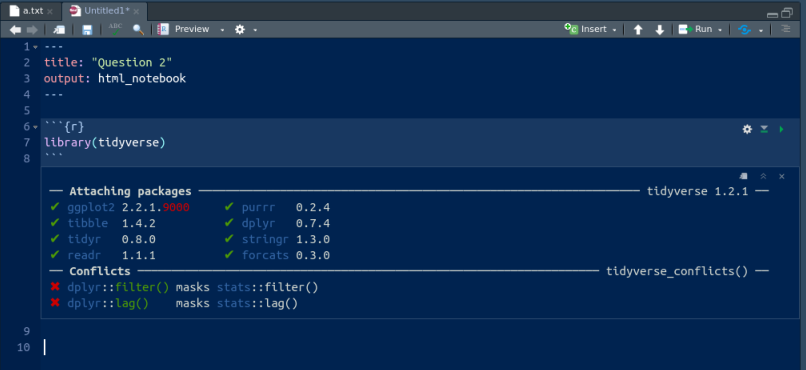 a.txt Untitled1*
ABC Preview Insert Run
1 ---
2 title: "Question 2"
3 output: html_notebook
4 ---
5
6 ```{r}
7 library(tidyverse)
8 ```
── Attaching packages ── tidyverse 1.2.1 ──
✔ ggplot2 2.2.1.9000 ✔ purrr 0.2.4
✔ tibble 1.4.2 ✔ dplyr 0.7.4
✔ tidyr 0.8.0 ✔ stringr 1.3.0
✔ readr 1.1.1 ✔ forcats 0.3.0
── Conflicts ── tidyverse_conflicts() ──
✖ dplyr::filter() masks stats::filter()
✖ dplyr::lag() masks stats::lag()
9
10